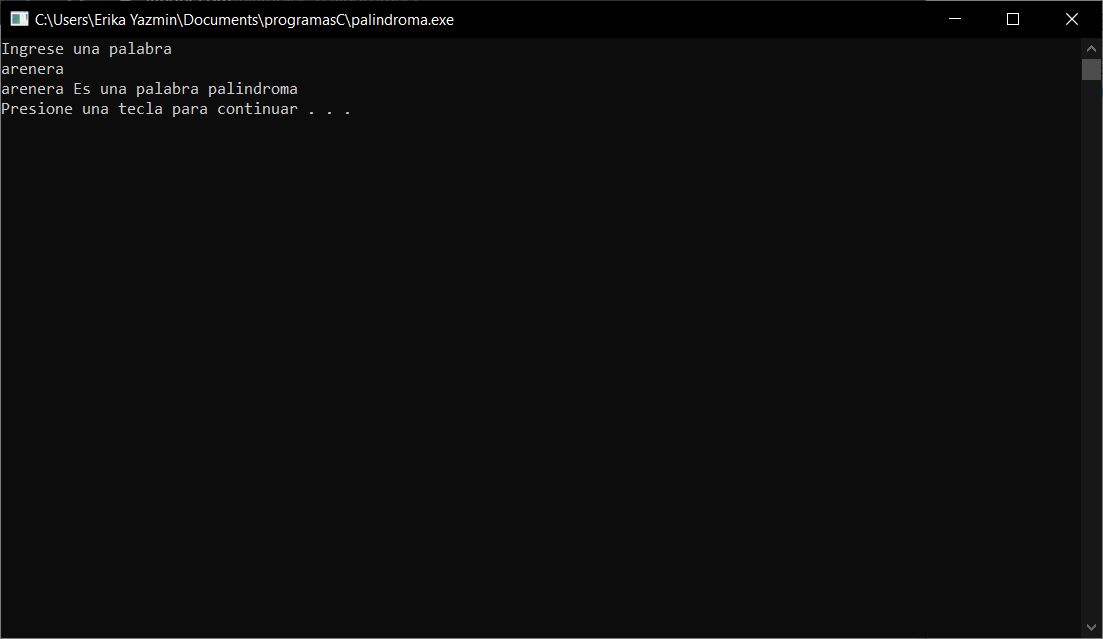 C:\Users\Erika Yazmin\Documents\programasC\palindroma.exe
Ingrese una palabra
arenera
arenera Es una palabra palindroma
Presione una tecla para continuar . . .